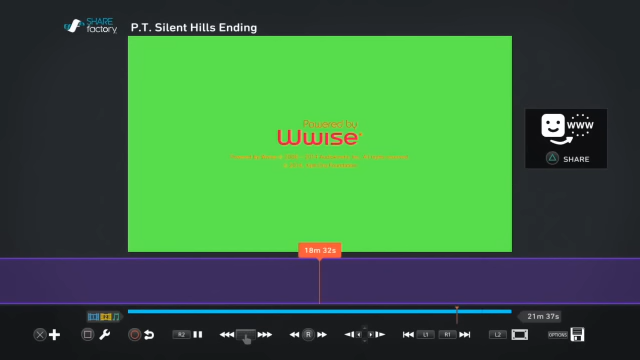 SHARE
factory
P.T. Silent Hills Ending
Powered by
Wwise
WWW
SHARE
18m 32s
21m 37s
R2
R
L1
R1
L2
OPTIONS